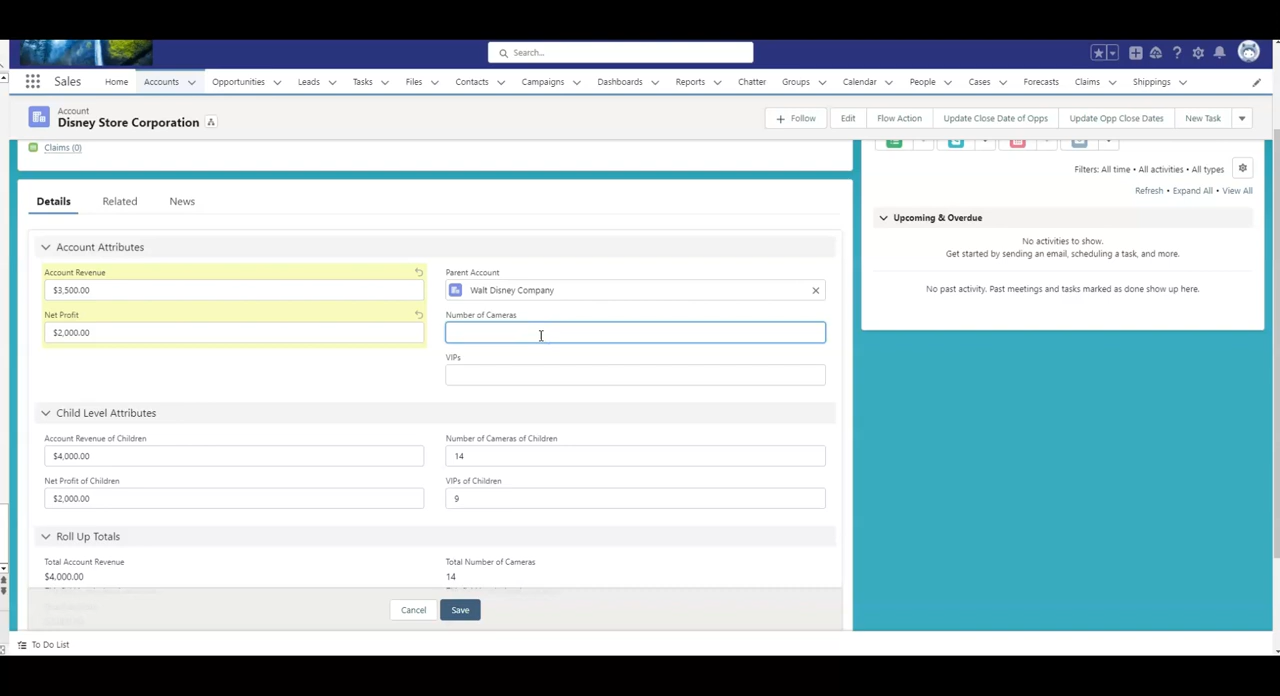 Search...
Sales
Home
Accounts
Opportunities
Leads
Tasks
Files
Contacts
Campaigns
Dashboards
Reports
Chatter
Groups
Calendar
People
Cases
Forecasts
Claims
Shippings
Account
Disney Store Corporation
Follow
Edit
Flow Action
Update Close Date of Opps
Update Opp Close Dates
New Task
Claims (0)
Filters: All time • All activities • All types
Refresh • Expand All • View All
Details
Related
News
Upcoming & Overdue
No activities to show.
Get started by sending an email, scheduling a task, and more.
No past activity. Past meetings and tasks marked as done show up here.
Account Attributes
Account Revenue
$3,500.00
Parent Account
Walt Disney Company
Net Profit
$2,000.00
Number of Cameras
VIPs
Child Level Attributes
Account Revenue of Children
$4,000.00
Number of Cameras of Children
14
Net Profit of Children
$2,000.00
VIPs of Children
9
Roll Up Totals
Total Account Revenue
$4,000.00
Total Number of Cameras
14
Cancel
Save
To Do List